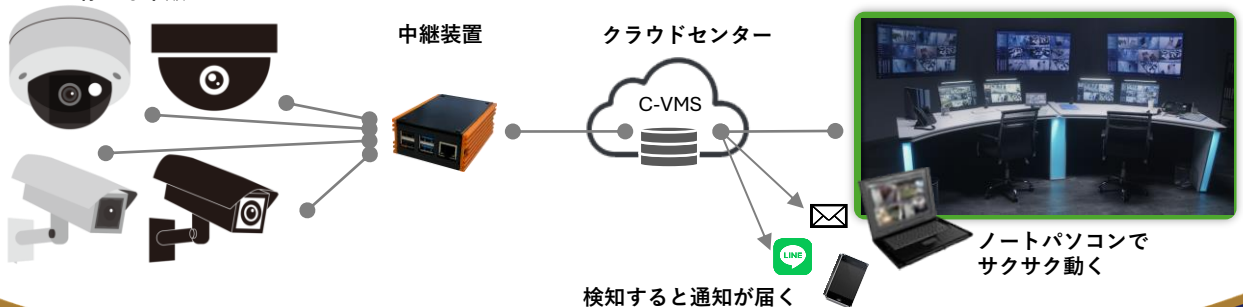 中継装置
クラウドセンター
C-VMS
LINE
ノートパソコンで
サクサク動く
検知すると通知が届く